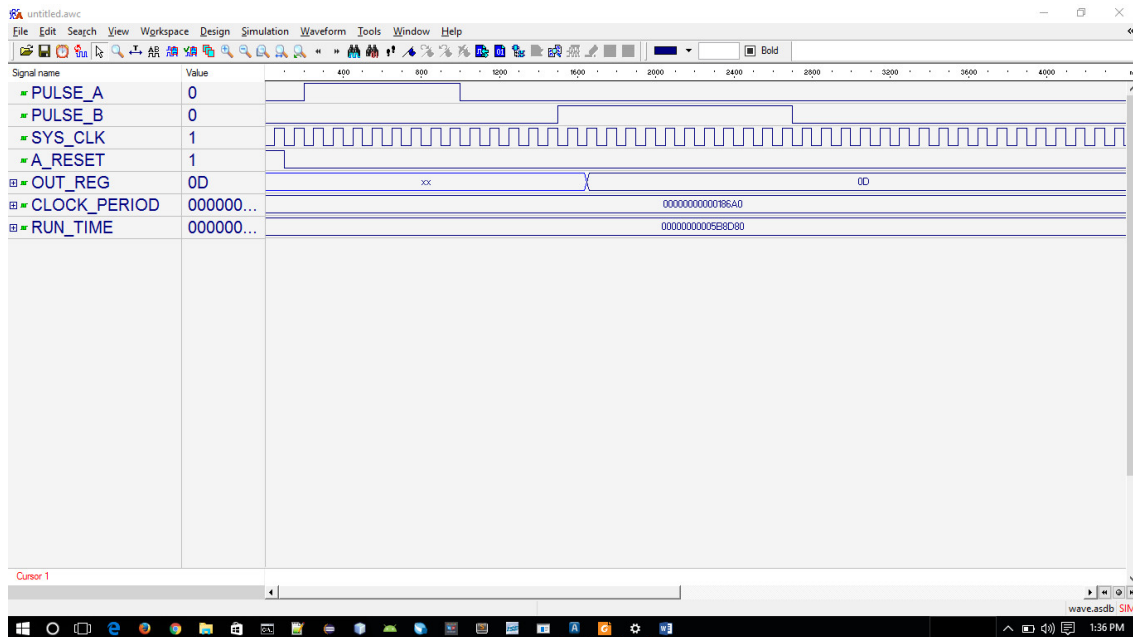 untitled.awc
File Edit Search View Workspace Design Simulation Waveform Tools Window Help
Bold
Signal name Value 400 800 1200 1600 2000 2400 2800 3200 3600 4000
PULSE_A 0
PULSE_B 0
SYS_CLK 1
A_RESET 1
OUT_REG 0D xx 0D
CLOCK_PERIOD 000000... 00000000000186A0
RUN_TIME 000000... 00000000005B8D80
Cursor 1
wave.asdb SIM
1:36 PM